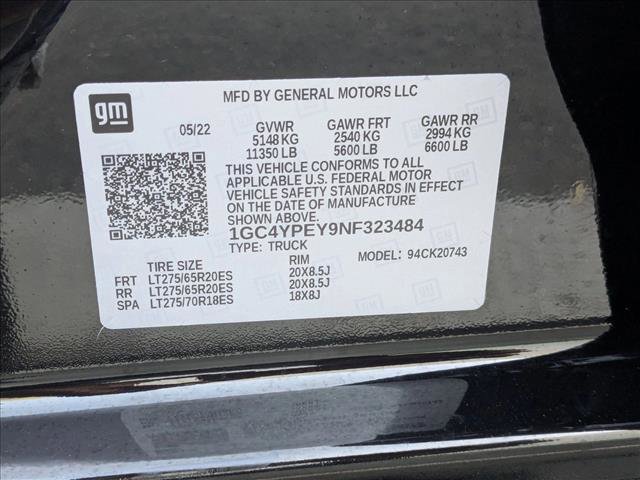 gm
MFD BY GENERAL MOTORS LLC
05/22 GVWR GAWR FRT GAWR RR
5148 KG 2540 KG 2994 KG
11350 LB 5600 LB 6600 LB
THIS VEHICLE CONFORMS TO ALL
APPLICABLE U.S. FEDERAL MOTOR
VEHICLE SAFETY STANDARDS IN EFFECT
ON THE DATE OF MANUFACTURE
SHOWN ABOVE.
1GC4YPEY9NF323484
TYPE: TRUCK MODEL: 94CK20743
TIRE SIZE RIM
FRT LT275/65R20ES 20X8.5J
RR LT275/65R20ES 20X8.5J
SPA LT275/70R18ES 18X8J